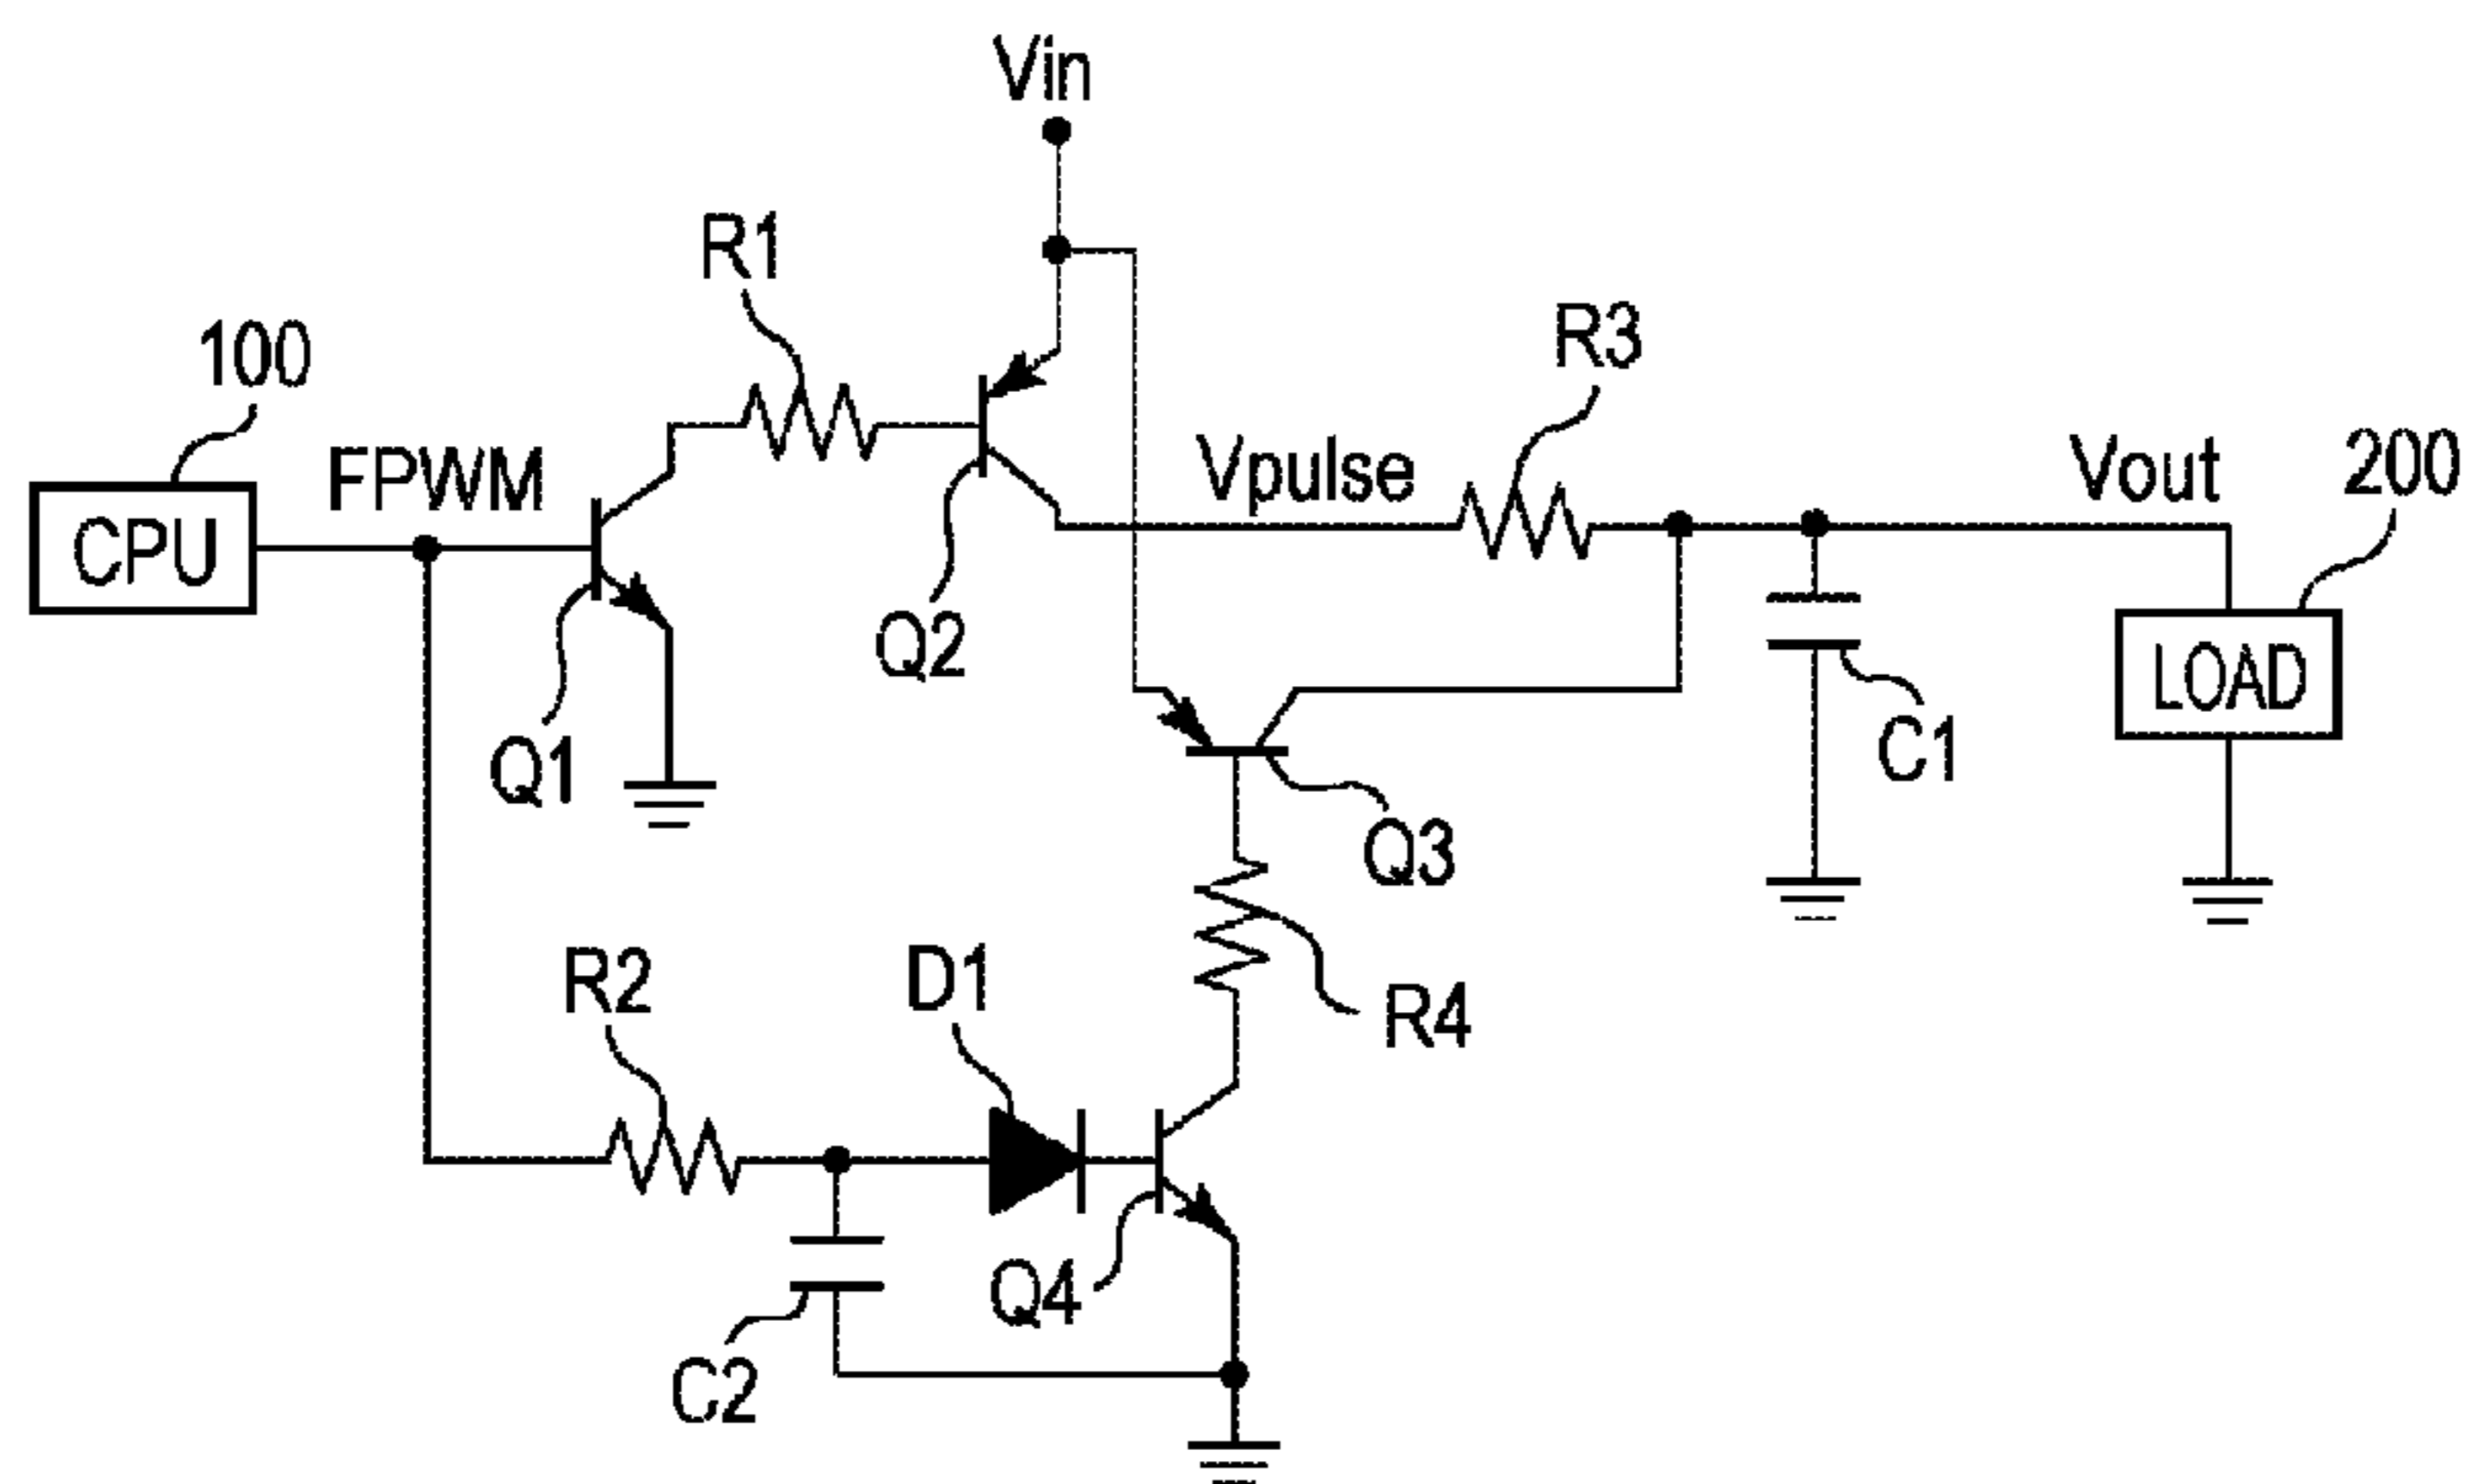 Vin
R1
R3
100
FPWM
Vpulse
Vout
200
CPU
Q1
Q2
LOAD
C1
Q3
R2
D1
R4
Q4
C2